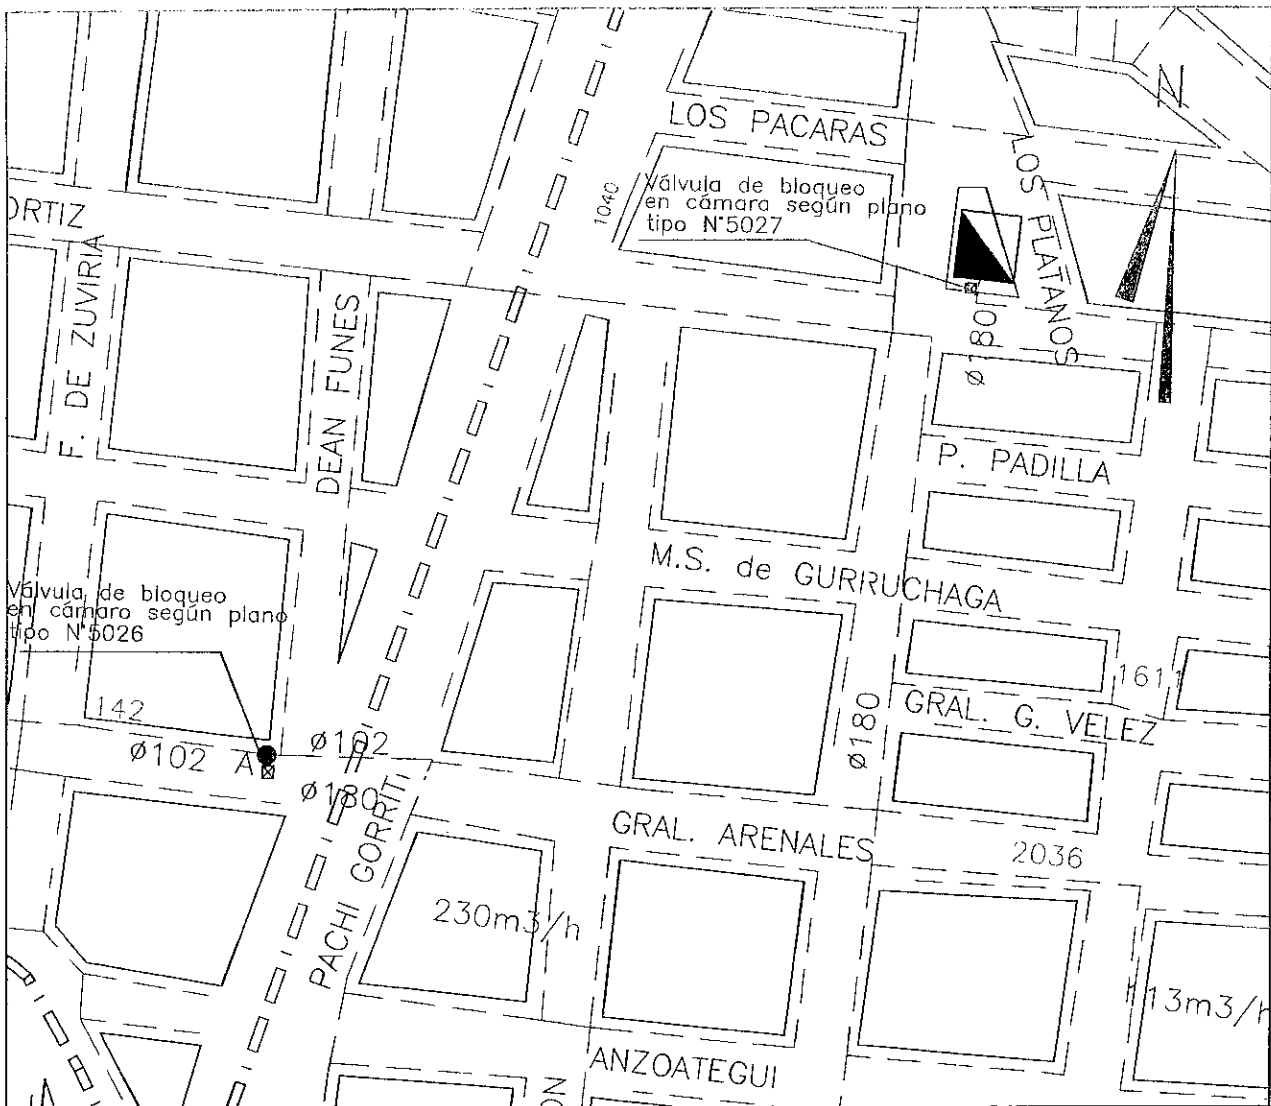 N
LOS PACARAS
LOS PLATANOS
Válvula de bloqueo
en cámara según plano
tipo N°5027
1040
ORTIZ
F. DE ZUVIRIA
DEAN FUNES
ø180
P. PADILLA
M.S. de GURRUCHAGA
Válvula de bloqueo
en cámaro según plano
tipo N°5026
1611
GRAL. G. VELEZ
142
ø102 A
ø102
ø180
ø180
PACHI GORRITI
GRAL. ARENALES
2036
230m3/h
113m3/h
ANZOATEGUI
ON